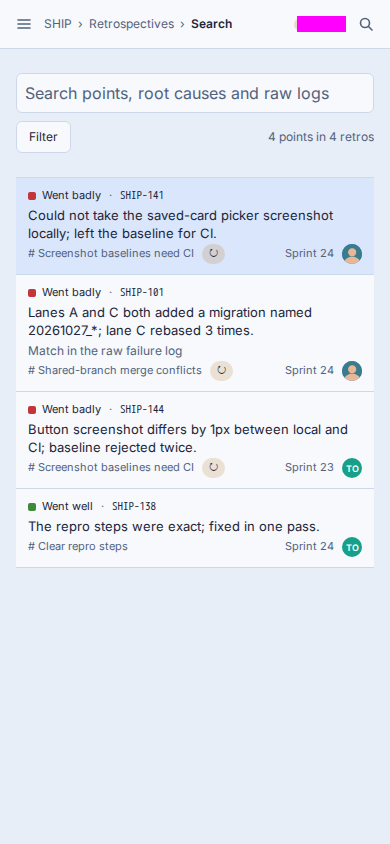 SHIP › Retrospectives › Search
Search points, root causes and raw logs
Filter
4 points in 4 retros
Went badly · SHIP-141
Could not take the saved-card picker screenshot
locally; left the baseline for CI.
# Screenshot baselines need CI
Sprint 24
Went badly · SHIP-101
Lanes A and C both added a migration named
20261027_*; lane C rebased 3 times.
Match in the raw failure log
# Shared-branch merge conflicts
Sprint 24
Went badly · SHIP-144
Button screenshot differs by 1px between local and
CI; baseline rejected twice.
# Screenshot baselines need CI
Sprint 23
TO
Went well · SHIP-138
The repro steps were exact; fixed in one pass.
# Clear repro steps
Sprint 24
TO